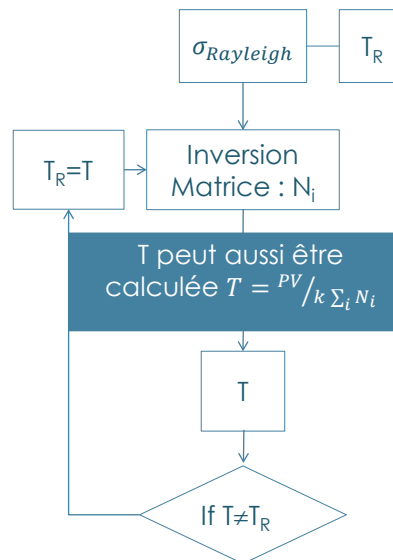 σ_Rayleigh
T_R
T_R=T
Inversion
Matrice : N_i
T peut aussi être
calculée T = PV/k ∑_i N_i
T
If T≠T_R